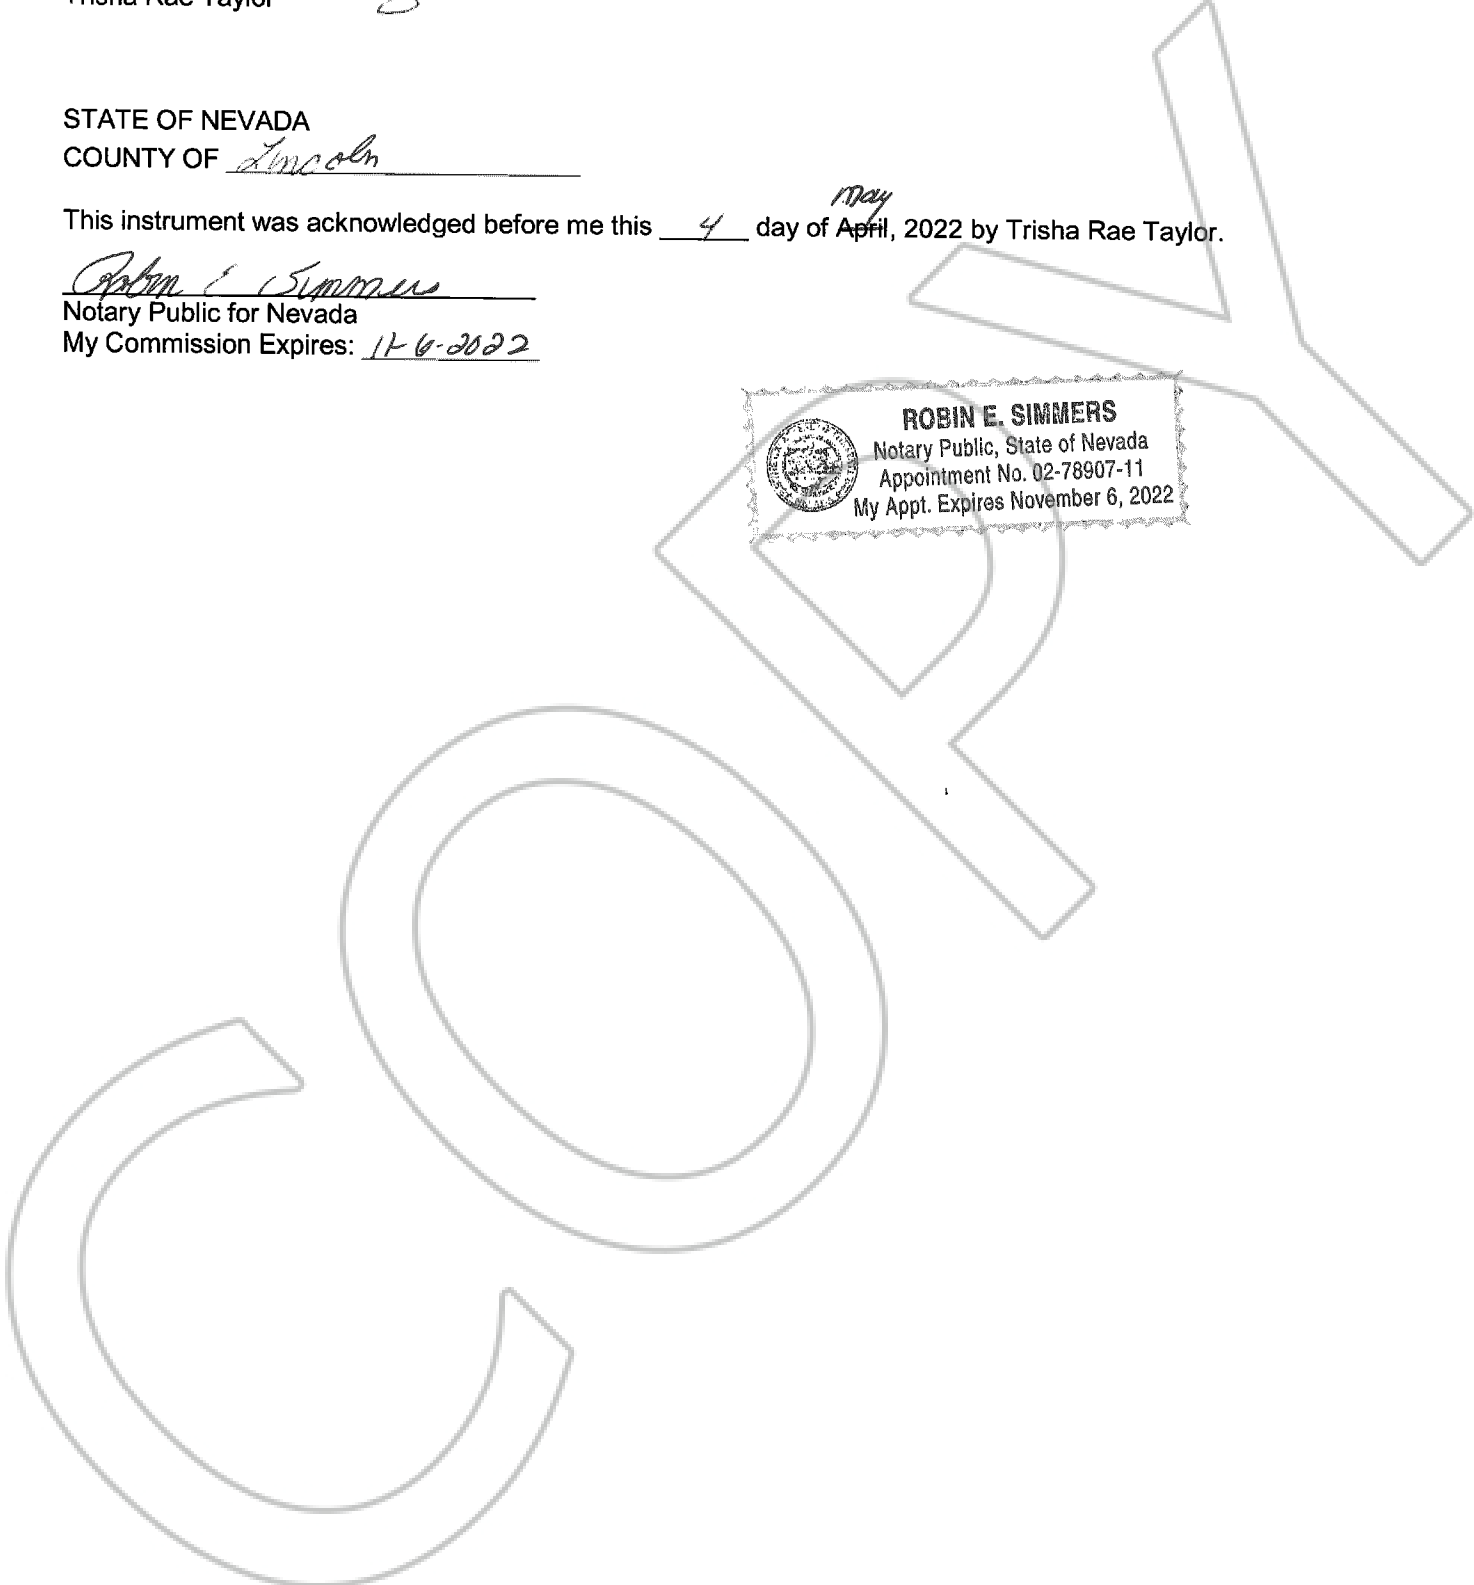 Trisha Rae Taylor
STATE OF NEVADA
COUNTY OF Lincoln
may
This instrument was acknowledged before me this 4 day of April, 2022 by Trisha Rae Taylor.
Robin E Simmers
Notary Public for Nevada
My Commission Expires: 11-6-2022
ROBIN E. SIMMERS
Notary Public, State of Nevada
Appointment No. 02-78907-11
My Appt. Expires November 6, 2022
COPY